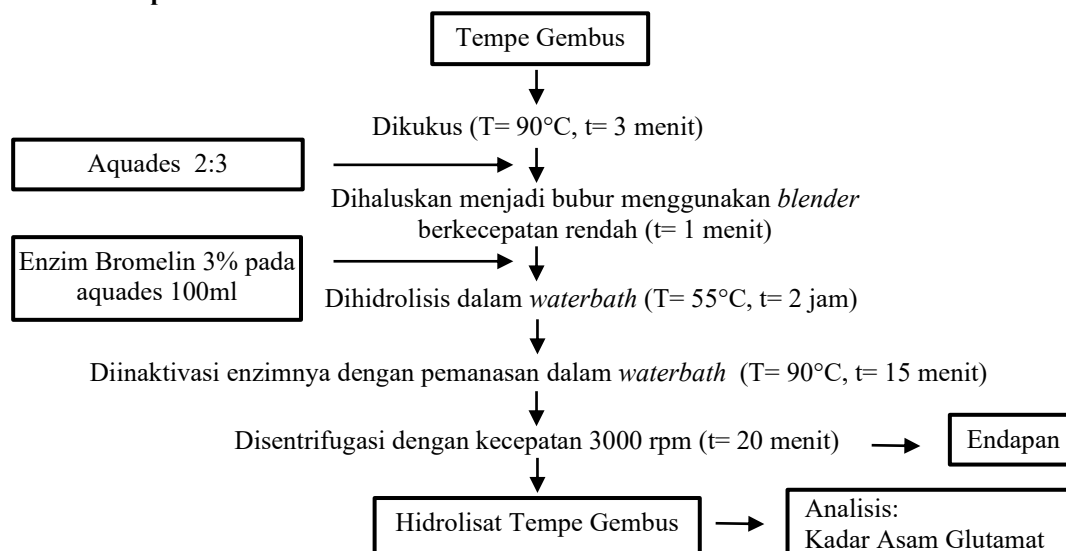 Tempe Gembus
Dikukus (T= 90°C, t= 3 menit)
Aquades 2:3
Dihaluskan menjadi bubur menggunakan blender
berkecepatan rendah (t= 1 menit)
Enzim Bromelin 3% pada
aquades 100ml
Dihidrolisis dalam waterbath (T= 55°C, t= 2 jam)
Diinaktivasi enzimnya dengan pemanasan dalam waterbath (T= 90°C, t= 15 menit)
Disentrifugasi dengan kecepatan 3000 rpm (t= 20 menit)
Endapan
Hidrolisat Tempe Gembus
Analisis:
Kadar Asam Glutamat